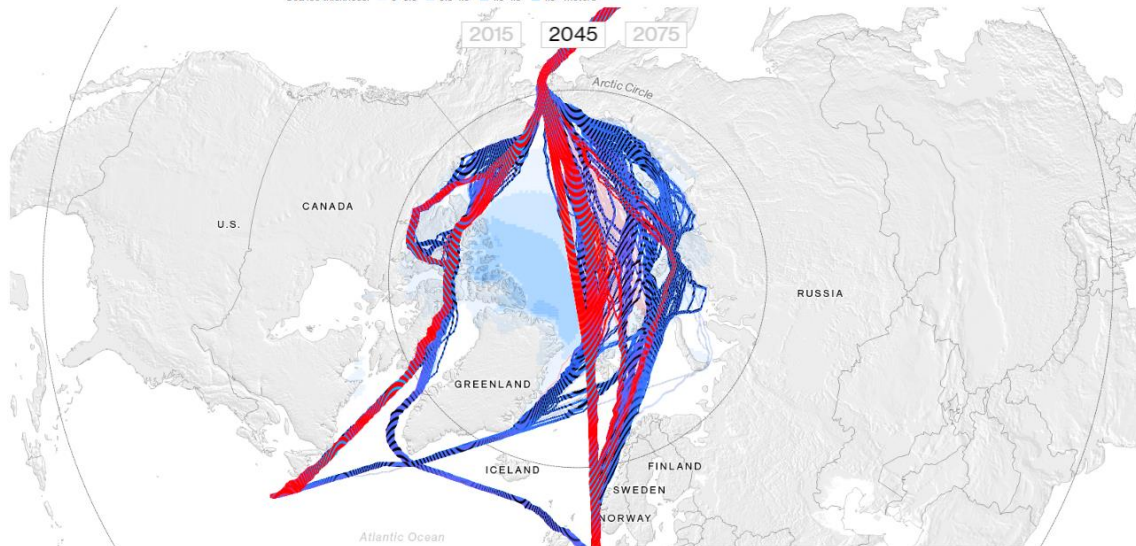 2015 2045 2075
Arctic Circle
CANADA
U.S.
RUSSIA
GREENLAND
ICELAND
FINLAND
SWEDEN
NORWAY
Atlantic Ocean